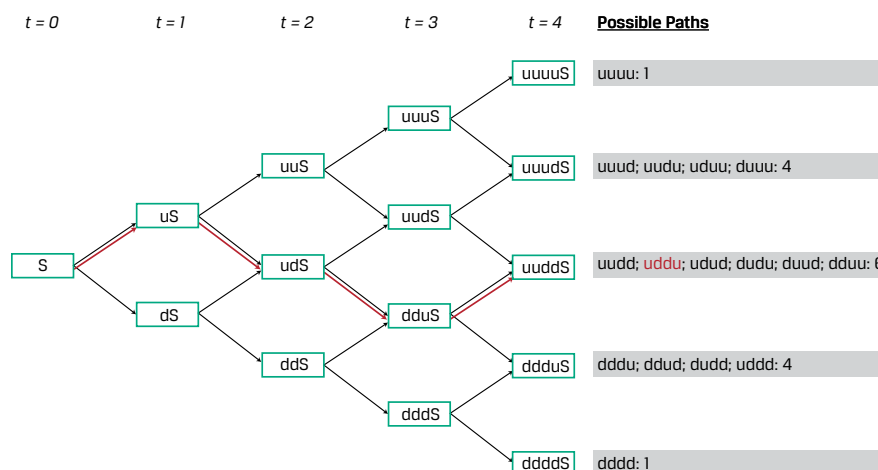 t = 0 t = 1 t = 2 t = 3 t = 4 Possible Paths
uuuuS uuuu: 1
uuuS
uuS uuudS uuud; uudu; uduu; duuu: 4
uS uudS
S udS uuddS uudd; uddu; udud; dudu; duud; dduu: 6
dS dduS
ddS ddduS dddu; ddud; dudd; uddd: 4
dddS
ddddS dddd: 1